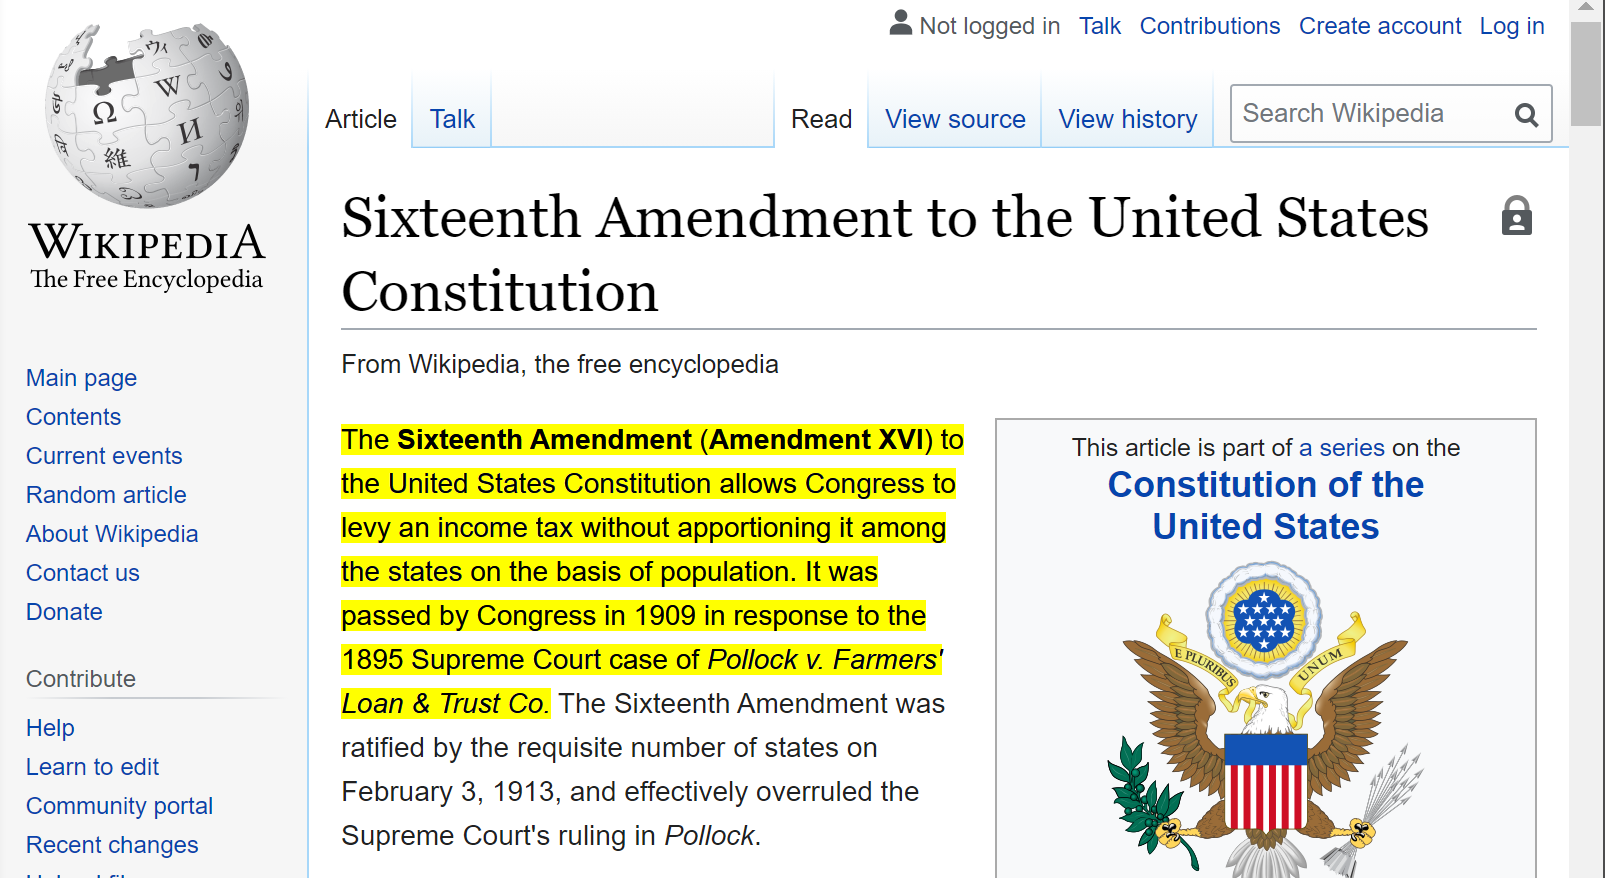 Not logged in Talk Contributions Create account Log in
Article Talk Read View source View history Search Wikipedia
Ω W И 維 ウィ 7
WIKIPEDIA
The Free Encyclopedia
Main page
Contents
Current events
Random article
About Wikipedia
Contact us
Donate
Contribute
Help
Learn to edit
Community portal
Recent changes
Sixteenth Amendment to the United States
Constitution
From Wikipedia, the free encyclopedia
The Sixteenth Amendment (Amendment XVI) to
the United States Constitution allows Congress to
levy an income tax without apportioning it among
the states on the basis of population. It was
passed by Congress in 1909 in response to the
1895 Supreme Court case of Pollock v. Farmers'
Loan & Trust Co. The Sixteenth Amendment was
ratified by the requisite number of states on
February 3, 1913, and effectively overruled the
Supreme Court's ruling in Pollock.
This article is part of a series on the
Constitution of the
United States
E PLURIBUS UNUM